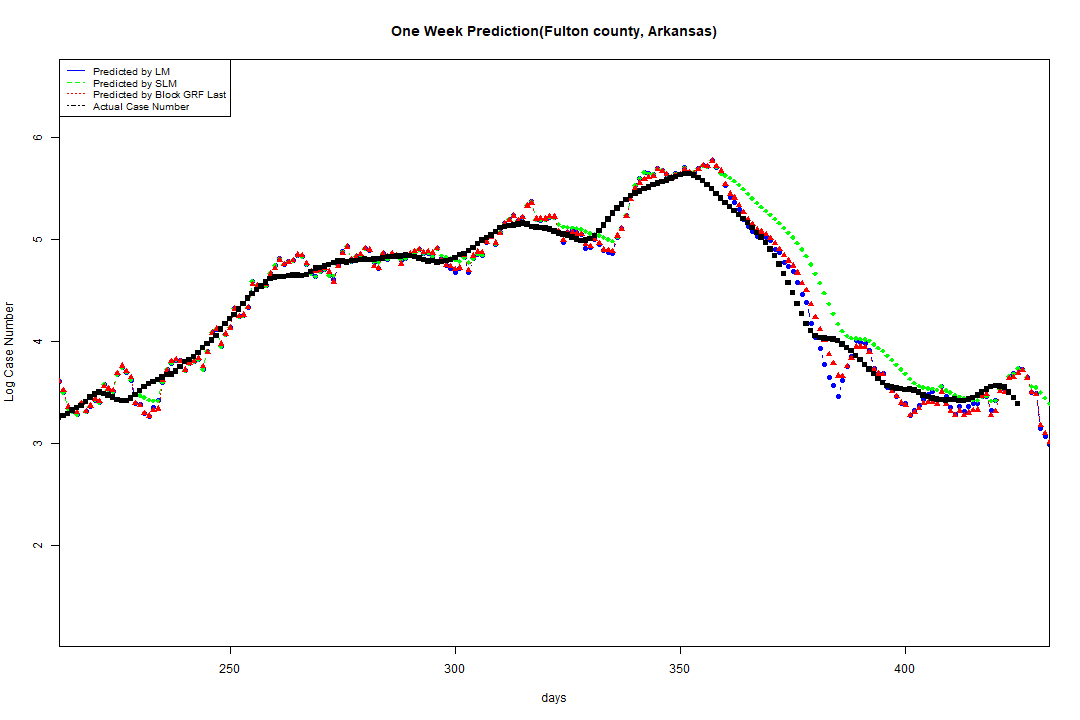 One Week Prediction(Fulton county, Arkansas)
Predicted by LM
Predicted by SLM
Predicted by Block GRF Last
Actual Case Number
6
5
4
3
2
Log Case Number
250 300 350 400
days